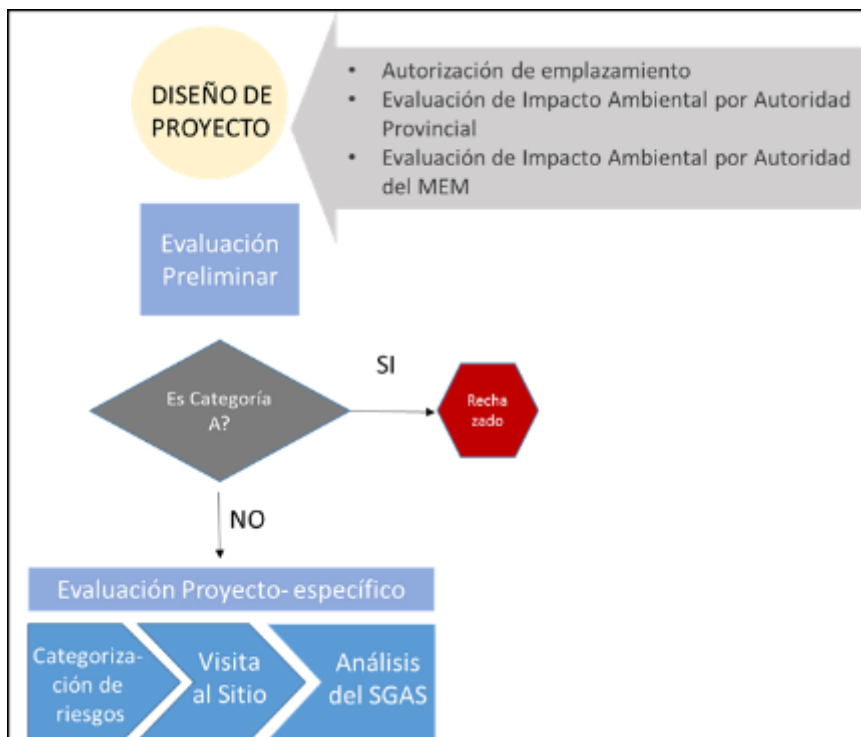 DISEÑO DE
PROYECTO
• Autorización de emplazamiento
• Evaluación de Impacto Ambiental por Autoridad
Provincial
• Evaluación de Impacto Ambiental por Autoridad
del MEM
Evaluación
Preliminar
Es Categoría
A?
SI
Recha
zado
NO
Evaluación Proyecto- específico
Categoriza-
ción de
riesgos
Visita
al Sitio
Análisis
del SGAS